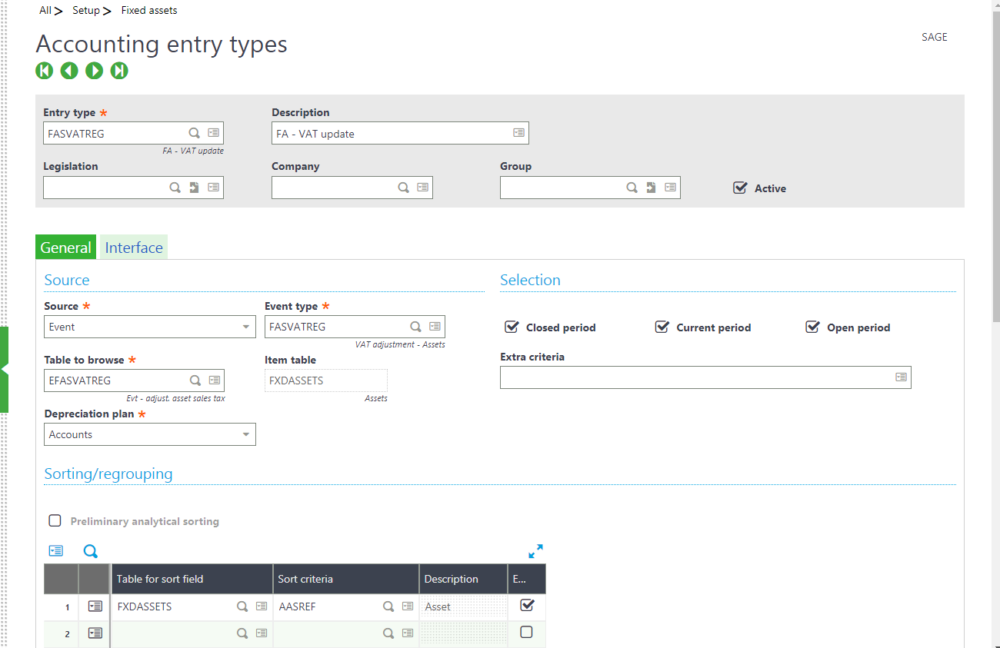 All > Setup > Fixed assets
Accounting entry types
SAGE
Entry type *
Description
FASVATREG
FA - VAT update
FA - VAT update
Legislation
Company
Group
Active
General
Interface
Source
Selection
Source *
Event type *
Event
FASVATREG
Closed period
Current period
Open period
VAT adjustment - Assets
Table to browse *
Item table
Extra criteria
EFASVATREG
FXDASSETS
Evt - adjust. asset sales tax
Assets
Depreciation plan *
Accounts
Sorting/regrouping
Preliminary analytical sorting
Table for sort field
Sort criteria
Description
E...
1
FXDASSETS
AASREF
Asset
2